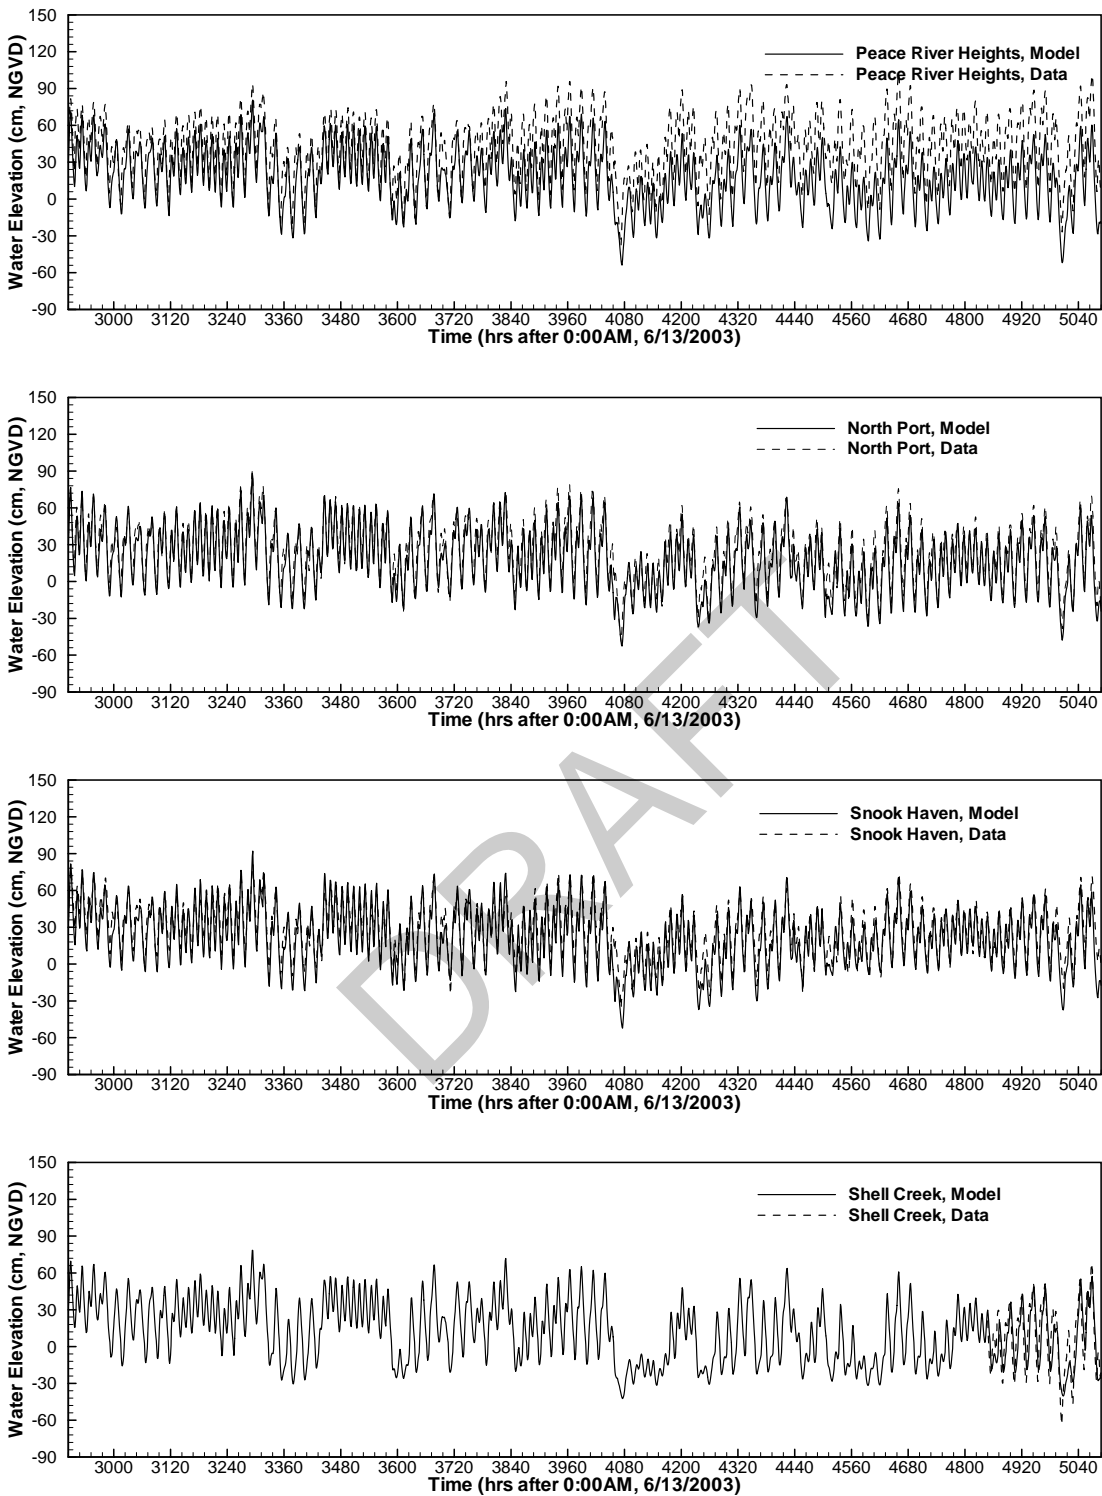 150
120
90
60
30
0
-30
-60
-90
Water Elevation (cm, NGVD)
Peace River Heights, Model
Peace River Heights, Data
3000 3120 3240 3360 3480 3600 3720 3840 3960 4080 4200 4320 4440 4560 4680 4800 4920 5040
Time (hrs after 0:00AM, 6/13/2003)
150
120
90
60
30
0
-30
-60
-90
Water Elevation (cm, NGVD)
North Port, Model
North Port, Data
3000 3120 3240 3360 3480 3600 3720 3840 3960 4080 4200 4320 4440 4560 4680 4800 4920 5040
Time (hrs after 0:00AM, 6/13/2003)
DRAFT
150
120
90
60
30
0
-30
-60
-90
Water Elevation (cm, NGVD)
Snook Haven, Model
Snook Haven, Data
3000 3120 3240 3360 3480 3600 3720 3840 3960 4080 4200 4320 4440 4560 4680 4800 4920 5040
Time (hrs after 0:00AM, 6/13/2003)
150
120
90
60
30
0
-30
-60
-90
Water Elevation (cm, NGVD)
Shell Creek, Model
Shell Creek, Data
3000 3120 3240 3360 3480 3600 3720 3840 3960 4080 4200 4320 4440 4560 4680 4800 4920 5040
Time (hrs after 0:00AM, 6/13/2003)